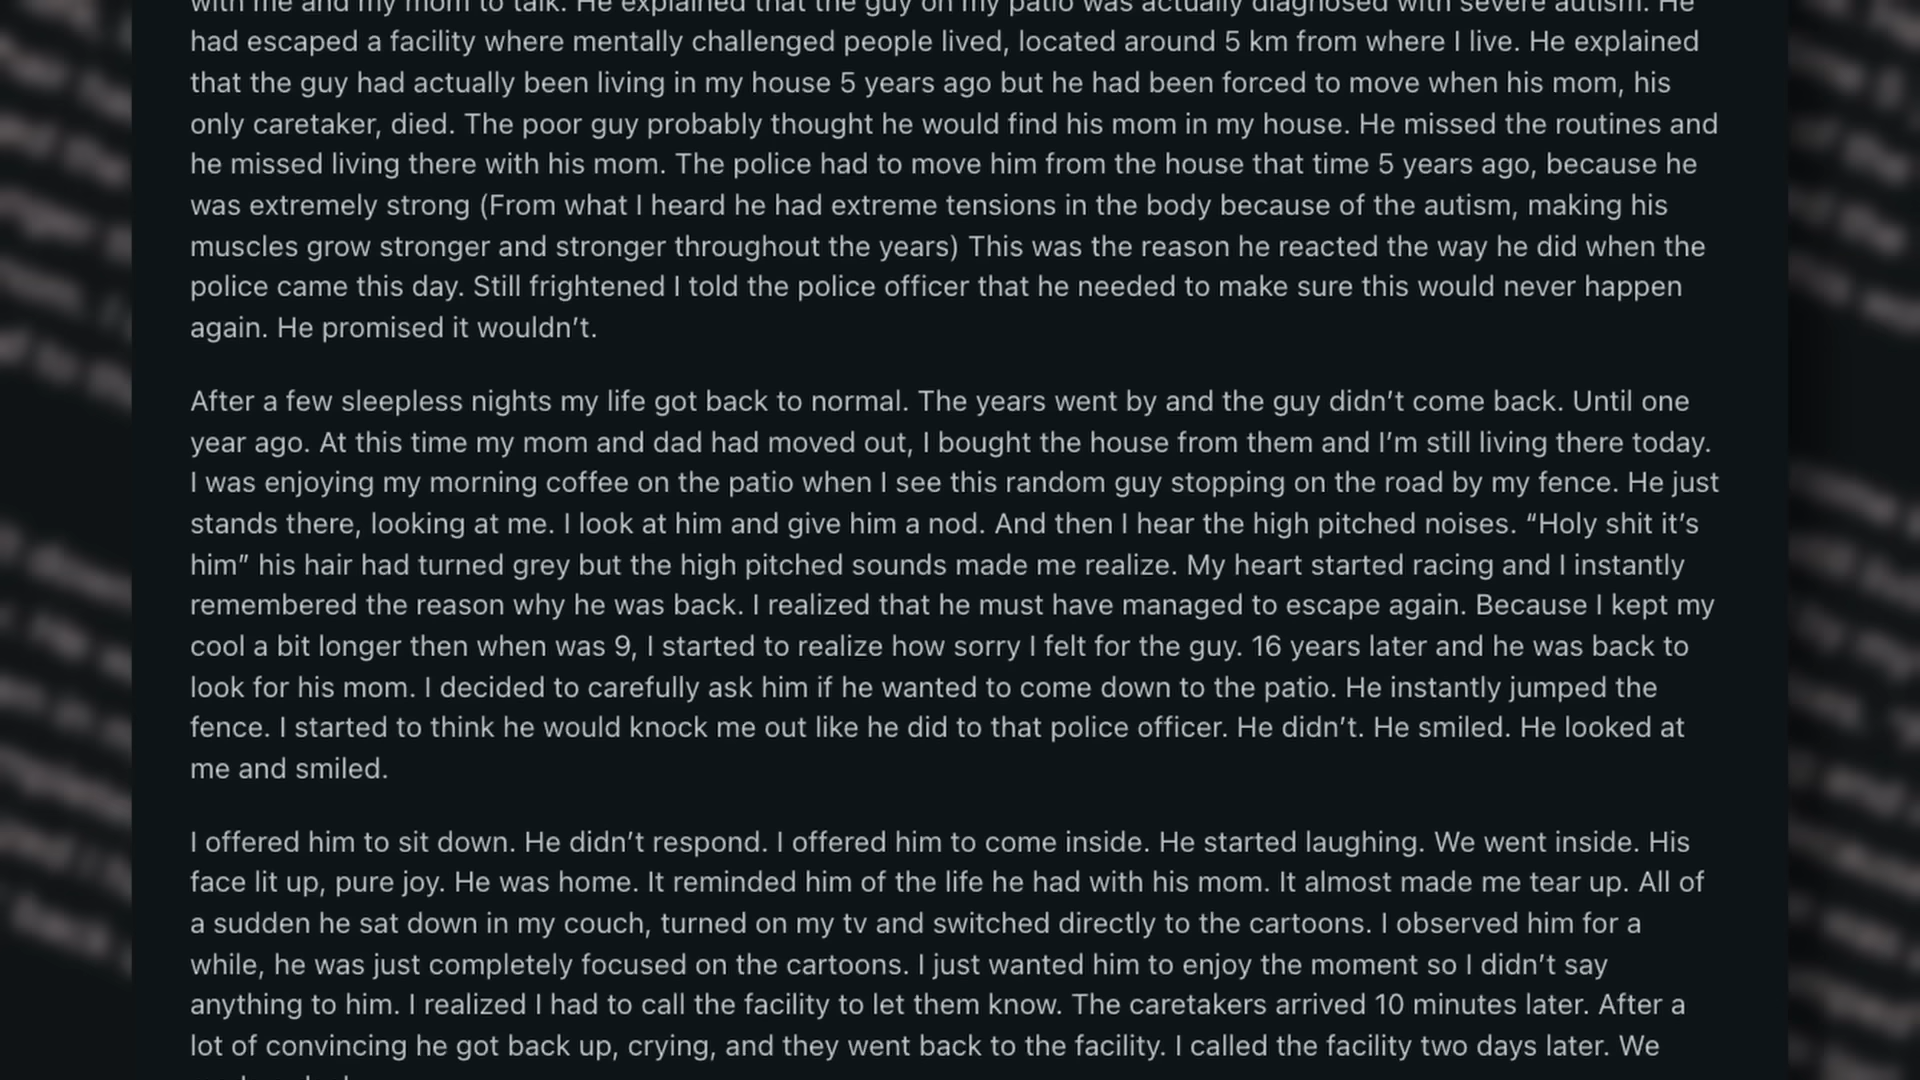 with me and my mom to talk. He explained that the guy on my patio was actually diagnosed with severe autism. He
had escaped a facility where mentally challenged people lived, located around 5 km from where I live. He explained
that the guy had actually been living in my house 5 years ago but he had been forced to move when his mom, his
only caretaker, died. The poor guy probably thought he would find his mom in my house. He missed the routines and
he missed living there with his mom. The police had to move him from the house that time 5 years ago, because he
was extremely strong (From what I heard he had extreme tensions in the body because of the autism, making his
muscles grow stronger and stronger throughout the years) This was the reason he reacted the way he did when the
police came this day. Still frightened I told the police officer that he needed to make sure this would never happen
again. He promised it wouldn’t.
After a few sleepless nights my life got back to normal. The years went by and the guy didn’t come back. Until one
year ago. At this time my mom and dad had moved out, I bought the house from them and I’m still living there today.
I was enjoying my morning coffee on the patio when I see this random guy stopping on the road by my fence. He just
stands there, looking at me. I look at him and give him a nod. And then I hear the high pitched noises. “Holy shit it’s
him” his hair had turned grey but the high pitched sounds made me realize. My heart started racing and I instantly
remembered the reason why he was back. I realized that he must have managed to escape again. Because I kept my
cool a bit longer then when was 9, I started to realize how sorry I felt for the guy. 16 years later and he was back to
look for his mom. I decided to carefully ask him if he wanted to come down to the patio. He instantly jumped the
fence. I started to think he would knock me out like he did to that police officer. He didn’t. He smiled. He looked at
me and smiled.
I offered him to sit down. He didn’t respond. I offered him to come inside. He started laughing. We went inside. His
face lit up, pure joy. He was home. It reminded him of the life he had with his mom. It almost made me tear up. All of
a sudden he sat down in my couch, turned on my tv and switched directly to the cartoons. I observed him for a
while, he was just completely focused on the cartoons. I just wanted him to enjoy the moment so I didn’t say
anything to him. I realized I had to call the facility to let them know. The caretakers arrived 10 minutes later. After a
lot of convincing he got back up, crying, and they went back to the facility. I called the facility two days later. We